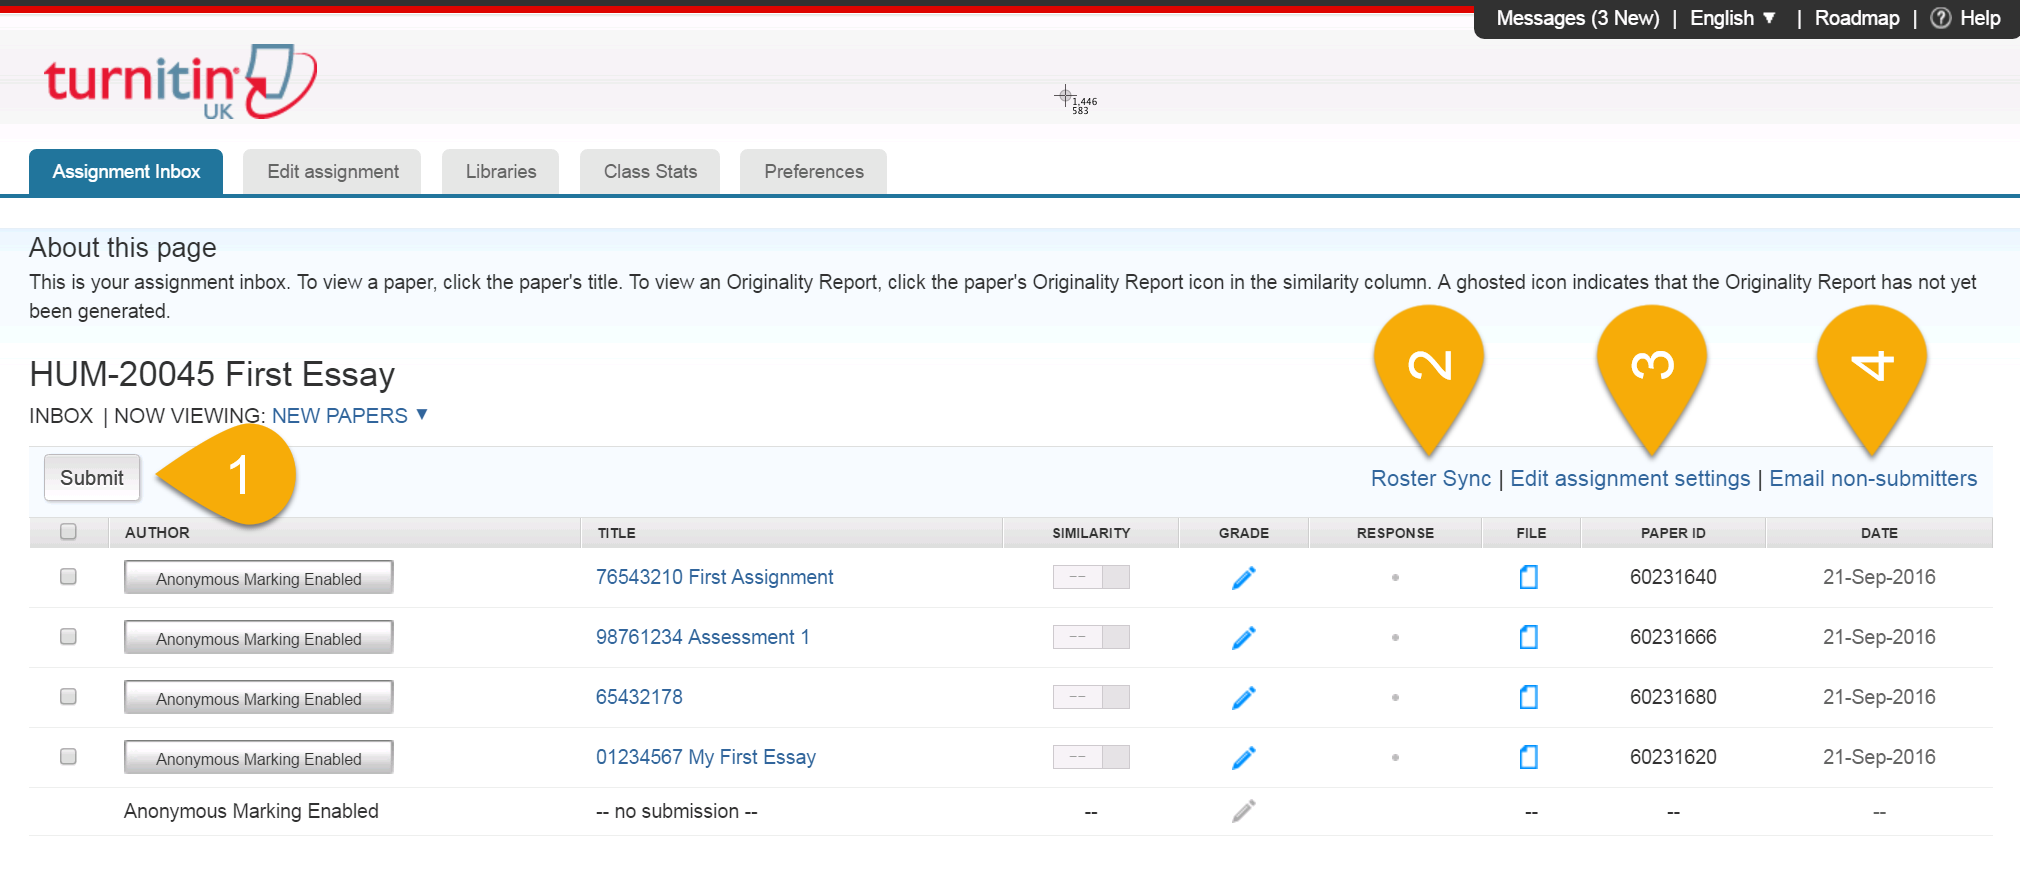 Messages (3 New) | English ▼ | Roadmap | ? Help
turnitin
UK
1,446
583
Assignment Inbox Edit assignment Libraries Class Stats Preferences
About this page
This is your assignment inbox. To view a paper, click the paper's title. To view an Originality Report, click the paper's Originality Report icon in the similarity column. A ghosted icon indicates that the Originality Report has not yet
been generated.
HUM-20045 First Essay
2 3 4
INBOX | NOW VIEWING: NEW PAPERS ▼
Submit 1 Roster Sync | Edit assignment settings | Email non-submitters
AUTHOR TITLE SIMILARITY GRADE RESPONSE FILE PAPER ID DATE
Anonymous Marking Enabled 76543210 First Assignment -- 60231640 21-Sep-2016
Anonymous Marking Enabled 98761234 Assessment 1 -- 60231666 21-Sep-2016
Anonymous Marking Enabled 65432178 -- 60231680 21-Sep-2016
Anonymous Marking Enabled 01234567 My First Essay -- 60231620 21-Sep-2016
Anonymous Marking Enabled -- no submission -- -- -- -- --